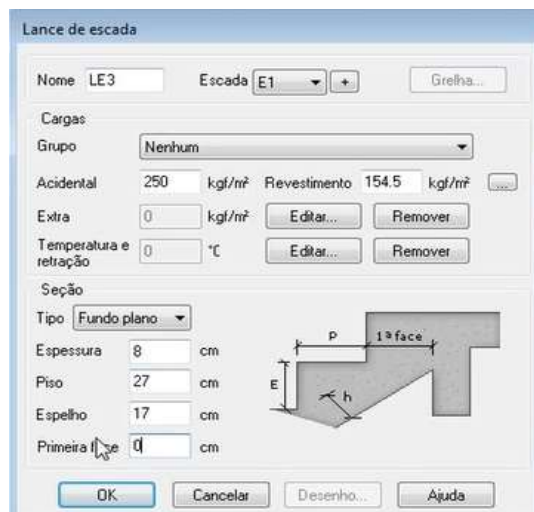 Lance de escada
Nome LE3 Escada E1 + Grelha...
Cargas
Grupo Nenhum
Acidental 250 kgf/m² Revestimento 154.5 kgf/m² ...
Extra 0 kgf/m² Editar... Remover
Temperatura e retração 0 °C Editar... Remover
Seção
Tipo Fundo plano
Espessura 8 cm
Piso 27 cm
Espelho 17 cm
Primeira face 0 cm
P 1ª face
E h
OK Cancelar Desenho... Ajuda